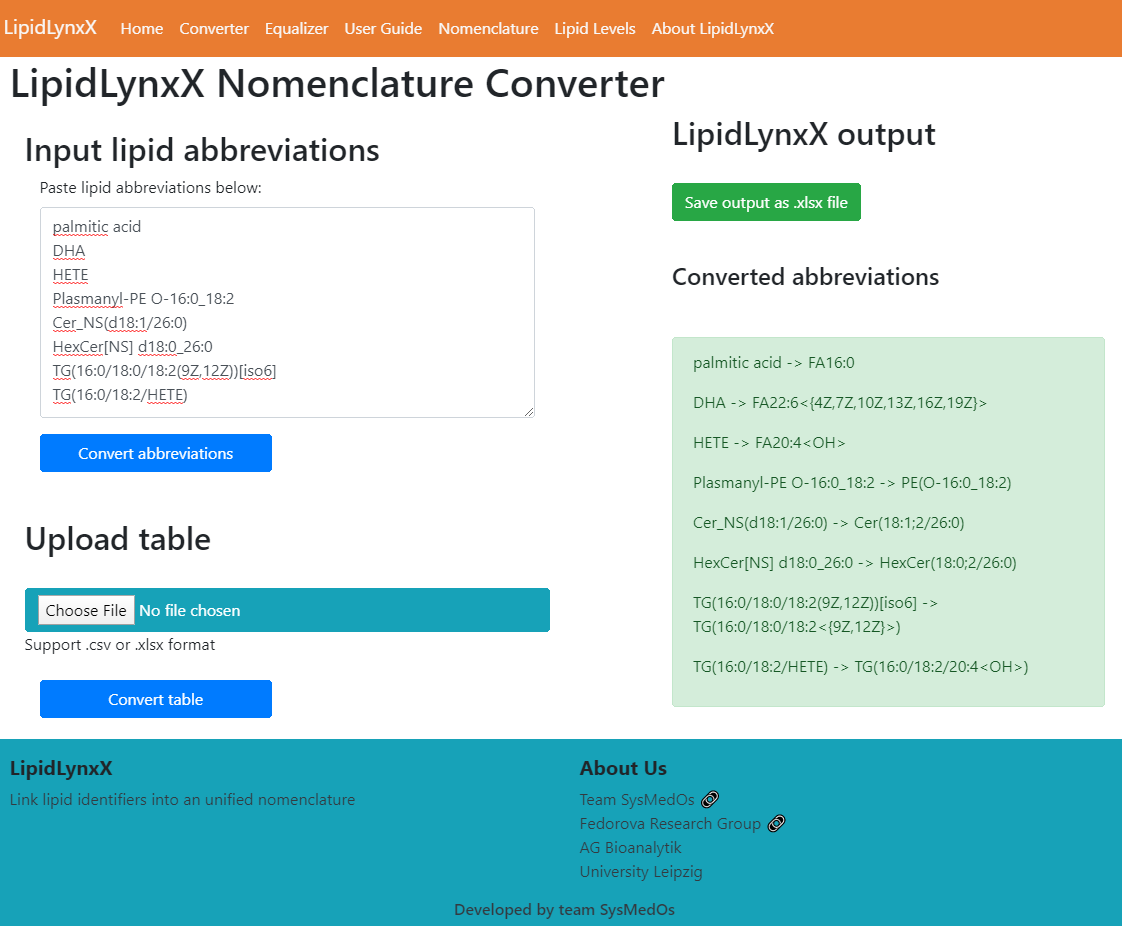 LipidLynxX Home Converter Equalizer User Guide Nomenclature Lipid Levels About LipidLynxX
LipidLynxX Nomenclature Converter
Input lipid abbreviations
Paste lipid abbreviations below:
palmitic acid
DHA
HETE
Plasmanyl-PE O-16:0_18:2
Cer_NS(d18:1/26:0)
HexCer[NS] d18:0_26:0
TG(16:0/18:0/18:2(9Z,12Z))[iso6]
TG(16:0/18:2/HETE)
Convert abbreviations
Upload table
Choose File No file chosen
Support .csv or .xlsx format
Convert table
LipidLynxX output
Save output as .xlsx file
Converted abbreviations
palmitic acid -> FA16:0
DHA -> FA22:6<{4Z,7Z,10Z,13Z,16Z,19Z}>
HETE -> FA20:4<OH>
Plasmanyl-PE O-16:0_18:2 -> PE(O-16:0_18:2)
Cer_NS(d18:1/26:0) -> Cer(18:1;2/26:0)
HexCer[NS] d18:0_26:0 -> HexCer(18:0;2/26:0)
TG(16:0/18:0/18:2(9Z,12Z))[iso6] ->
TG(16:0/18:0/18:2<{9Z,12Z}>)
TG(16:0/18:2/HETE) -> TG(16:0/18:2/20:4<OH>)
LipidLynxX
Link lipid identifiers into an unified nomenclature
About Us
Team SysMedOs
Fedorova Research Group
AG Bioanalytik
University Leipzig
Developed by team SysMedOs